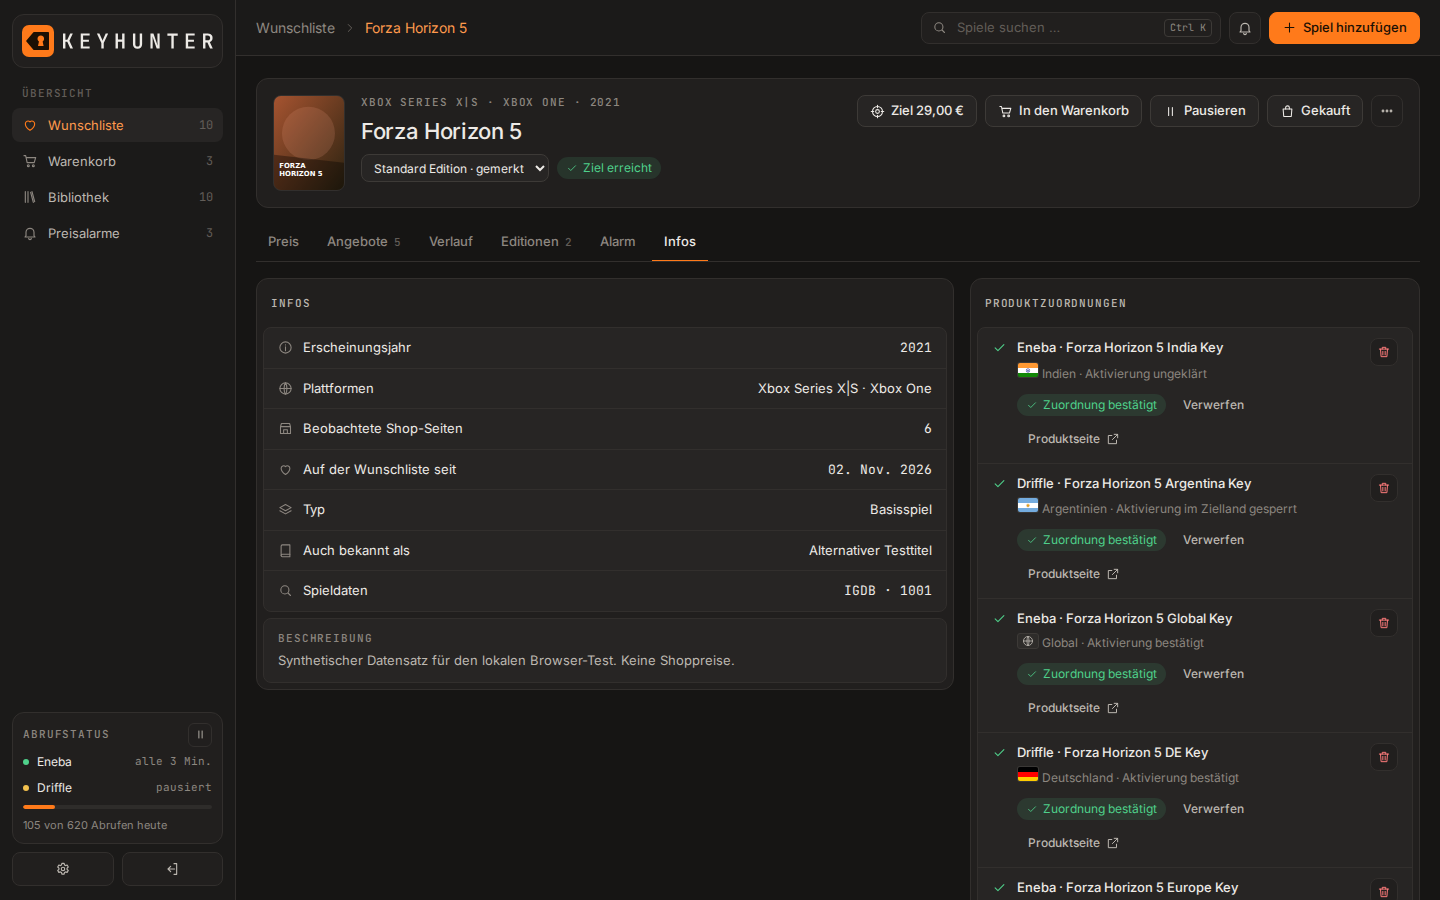 KEYHUNTER
ÜBERSICHT
Wunschliste 10
Warenkorb 3
Bibliothek 10
Preisalarme 3
ABRUFSTATUS
Eneba alle 3 Min.
Driffle pausiert
105 von 620 Abrufen heute
Wunschliste Forza Horizon 5
Spiele suchen ... Ctrl K
Spiel hinzufügen
FORZA
HORIZON 5
XBOX SERIES X|S · XBOX ONE · 2021
Forza Horizon 5
Standard Edition · gemerkt
Ziel erreicht
Ziel 29,00 €
In den Warenkorb
Pausieren
Gekauft
Preis
Angebote 5
Verlauf
Editionen 2
Alarm
Infos
INFOS
Erscheinungsjahr 2021
Plattformen Xbox Series X|S · Xbox One
Beobachtete Shop-Seiten 6
Auf der Wunschliste seit 02. Nov. 2026
Typ Basisspiel
Auch bekannt als Alternativer Testtitel
Spieldaten IGDB · 1001
BESCHREIBUNG
Synthetischer Datensatz für den lokalen Browser-Test. Keine Shoppreise.
PRODUKTZUORDNUNGEN
Eneba · Forza Horizon 5 India Key
Indien · Aktivierung ungeklärt
Zuordnung bestätigt Verwerfen
Produktseite
Driffle · Forza Horizon 5 Argentina Key
Argentinien · Aktivierung im Zielland gesperrt
Zuordnung bestätigt Verwerfen
Produktseite
Eneba · Forza Horizon 5 Global Key
Global · Aktivierung bestätigt
Zuordnung bestätigt Verwerfen
Produktseite
Driffle · Forza Horizon 5 DE Key
Deutschland · Aktivierung bestätigt
Zuordnung bestätigt Verwerfen
Produktseite
Eneba · Forza Horizon 5 Europe Key